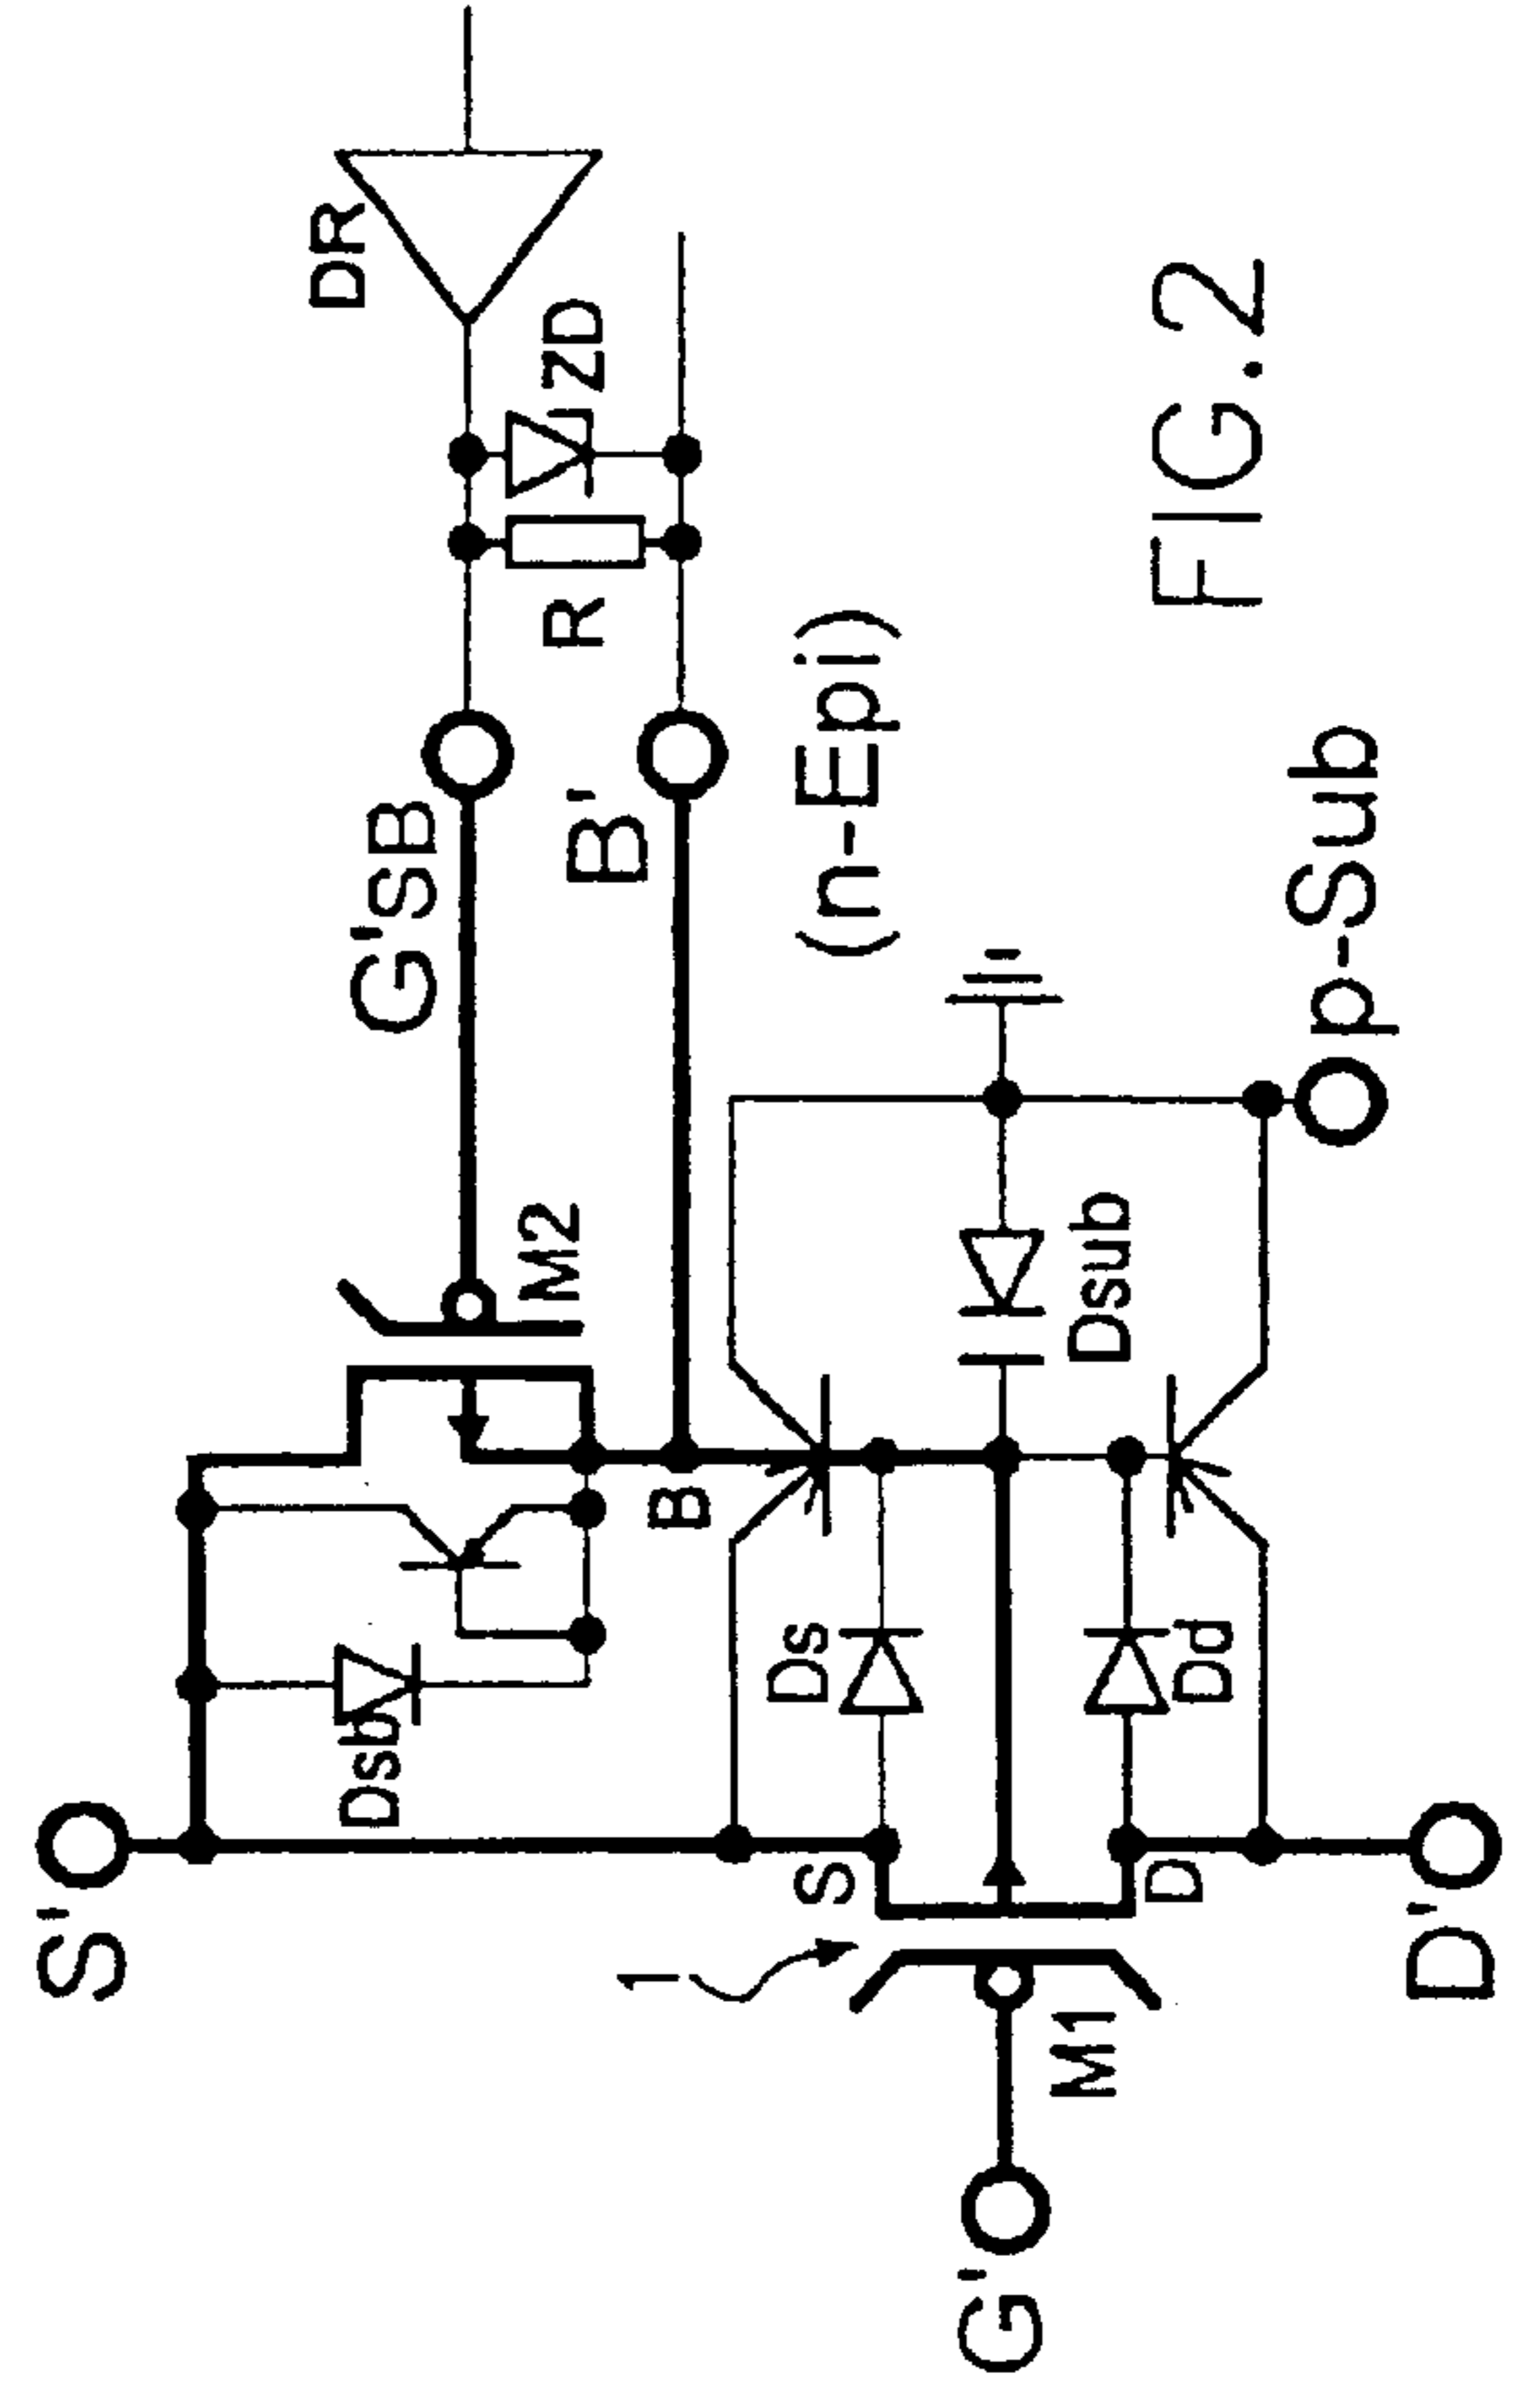 S'
G'SB
DR
Dsb
M2
B'
R
ZD
B
(n-Epi)
S
Ds
1
G'
M1
D
Dd
Dsub
D'
p-Sub
FIG.2